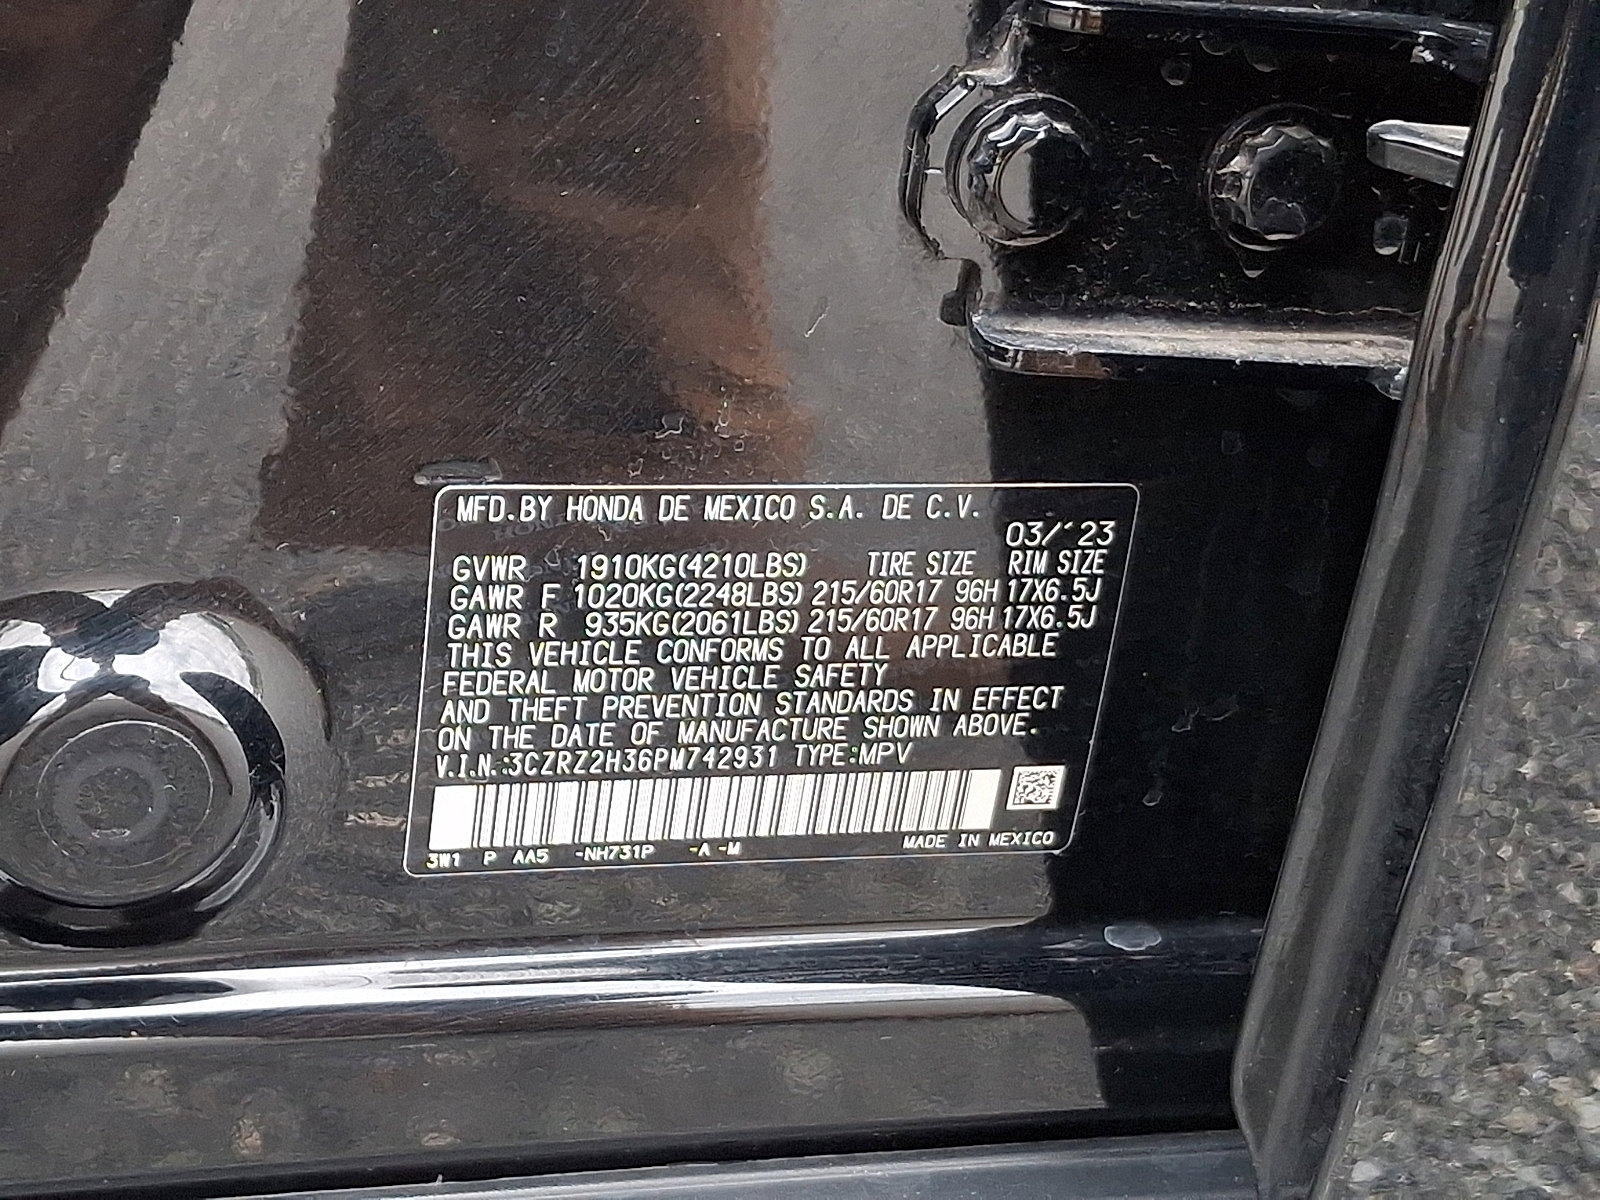 MFD.BY HONDA DE MEXICO S.A. DE C.V.
03/'23
GVWR 1910KG(4210LBS) TIRE SIZE RIM SIZE
GAWR F 1020KG(2248LBS) 215/60R17 96H 17X6.5J
GAWR R 935KG(2061LBS) 215/60R17 96H 17X6.5J
THIS VEHICLE CONFORMS TO ALL APPLICABLE
FEDERAL MOTOR VEHICLE SAFETY
AND THEFT PREVENTION STANDARDS IN EFFECT
ON THE DATE OF MANUFACTURE SHOWN ABOVE.
V.I.N.:3CZRZ2H36PM742931 TYPE:MPV
3W1 P AA5 -NH731P -A -M MADE IN MEXICO